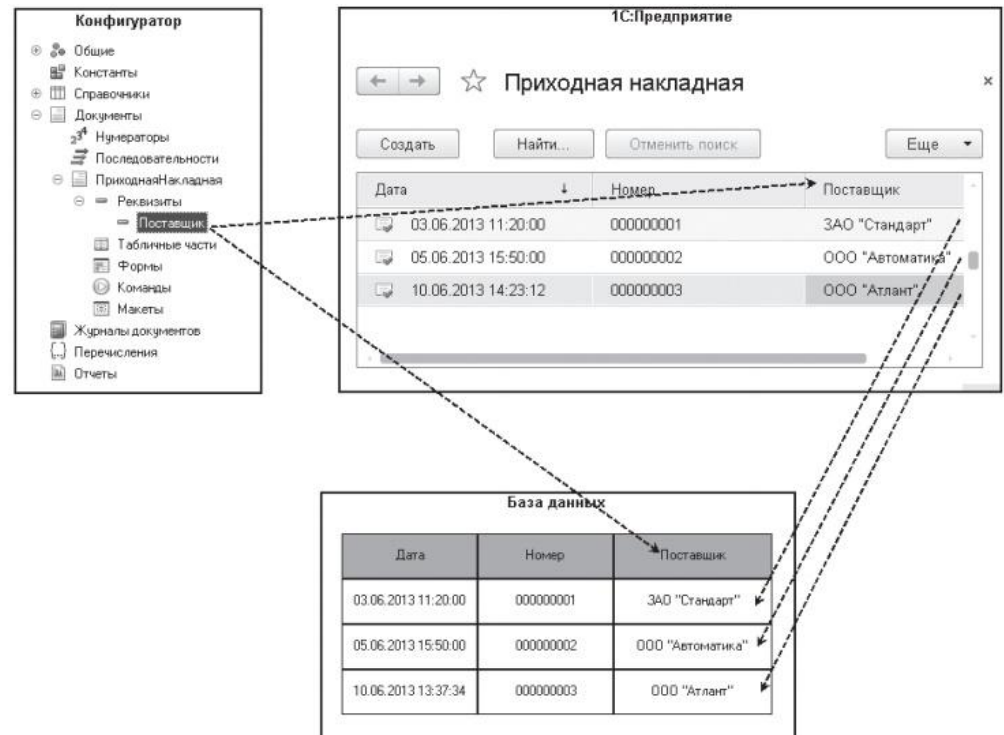 Конфигуратор
Общие
Константы
Справочники
Документы
Нумераторы
Последовательности
ПриходнаяНакладная
Реквизиты
Поставщик
Табличные части
Формы
Команды
Макеты
Журналы документов
Перечисления
Отчеты
1С:Предприятие
Приходная накладная
Создать Найти... Отменить поиск Еще
Дата Номер Поставщик
03.06.2013 11:20:00 000000001 ЗАО "Стандарт"
05.06.2013 15:50:00 000000002 ООО "Автоматика"
10.06.2013 14:23:12 000000003 ООО "Атлант"
База данных
Дата Номер Поставщик
03.06.2013 11:20:00 000000001 ЗАО "Стандарт"
05.06.2013 15:50:00 000000002 ООО "Автоматика"
10.06.2013 13:37:34 000000003 ООО "Атлант"